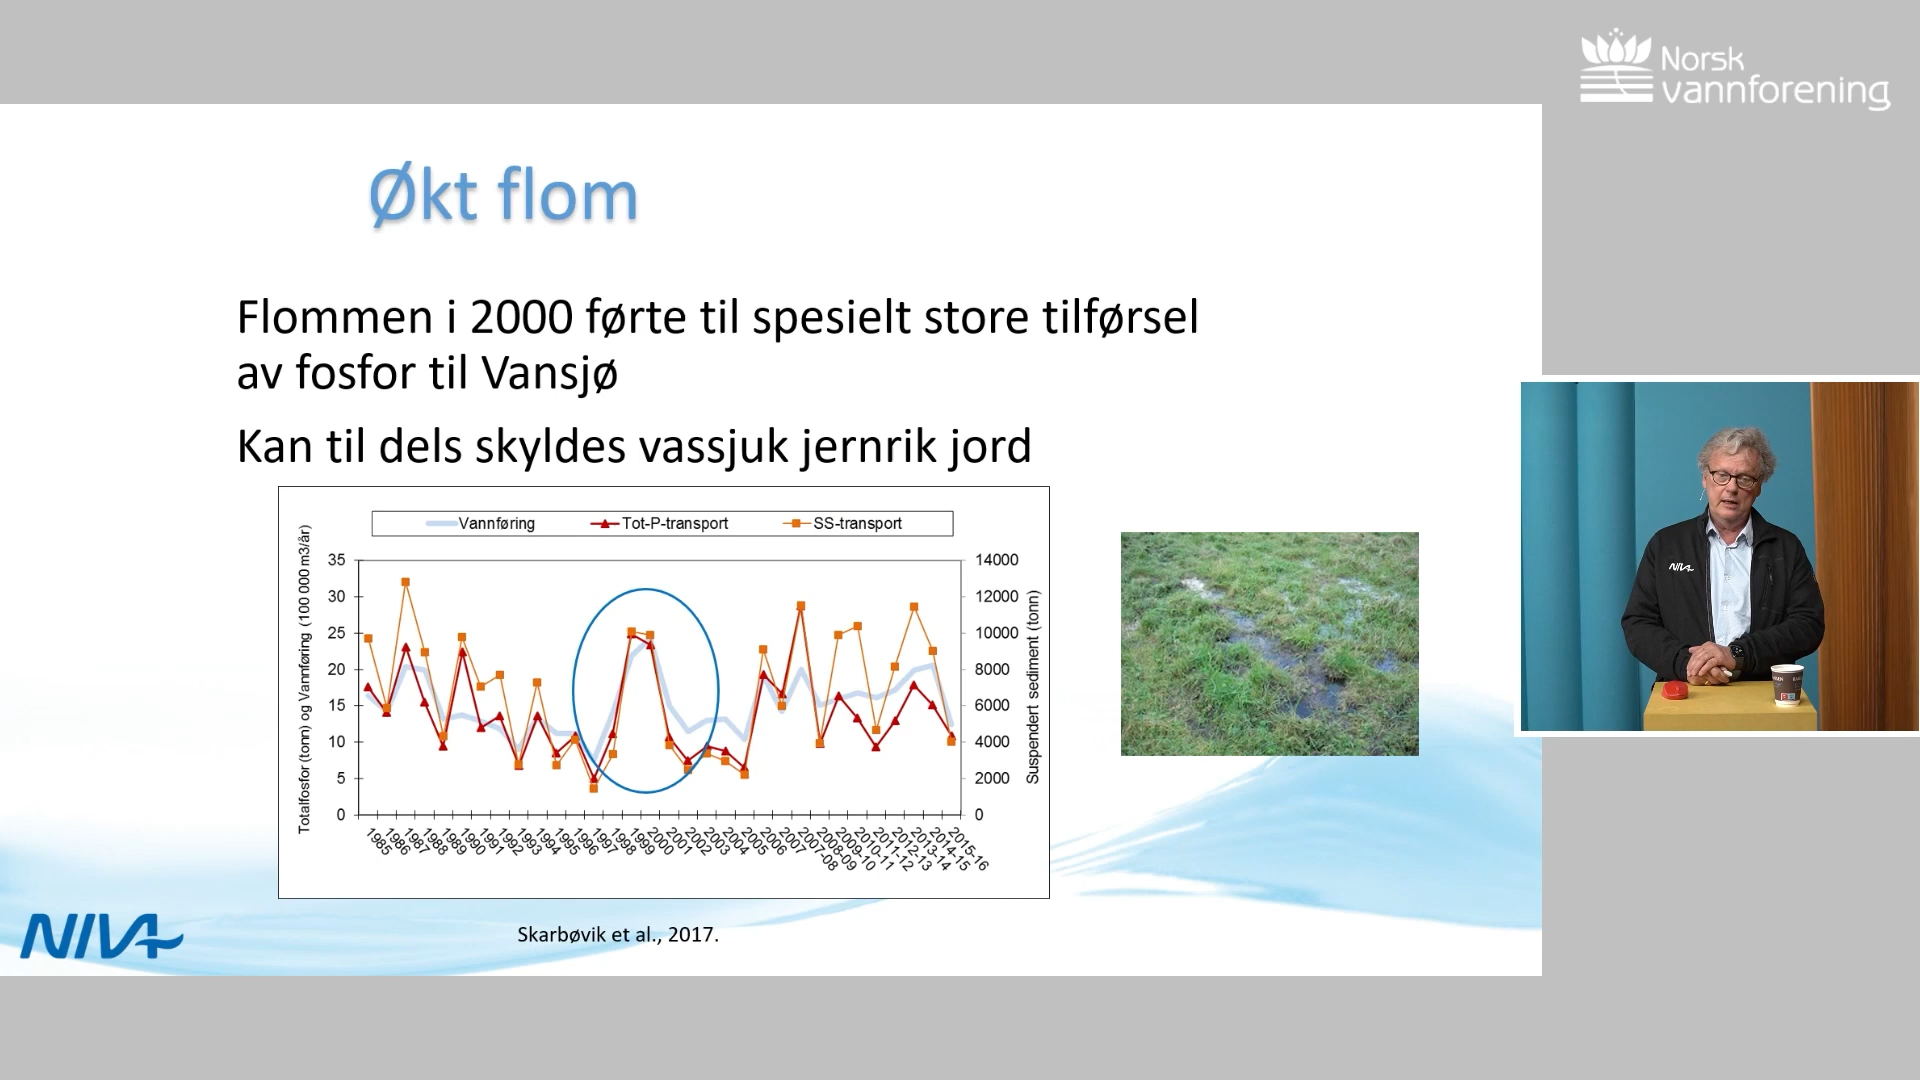 Norsk
vannforening
Økt flom
Flommen i 2000 førte til spesielt store tilførsel
av fosfor til Vansjø
Kan til dels skyldes vassjuk jernrik jord
Vannføring Tot-P-transport SS-transport
Totalfosfor (tonn) og Vannføring (100 000 m3/år)
35
30
25
20
15
10
5
0
14000
12000
10000
8000
6000
4000
2000
0
Suspendert sediment (tonn)
1985 1986 1987 1988 1989 1990 1991 1992 1993 1994 1995 1996 1997 1998 1999 2000 2001 2002 2003 2004 2005 2006 2007 2007-08 2008-09 2009-10 2010-11 2011-12 2012-13 2013-14 2014-15 2015-16
Skarbøvik et al., 2017.
NIVA
NIVA